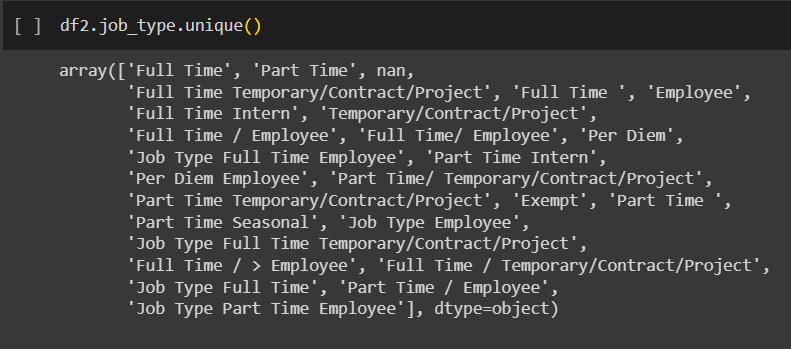 [ ] df2.job_type.unique()
array(['Full Time', 'Part Time', nan,
'Full Time Temporary/Contract/Project', 'Full Time ', 'Employee',
'Full Time Intern', 'Temporary/Contract/Project',
'Full Time / Employee', 'Full Time/ Employee', 'Per Diem',
'Job Type Full Time Employee', 'Part Time Intern',
'Per Diem Employee', 'Part Time/ Temporary/Contract/Project',
'Part Time Temporary/Contract/Project', 'Exempt', 'Part Time ',
'Part Time Seasonal', 'Job Type Employee',
'Job Type Full Time Temporary/Contract/Project',
'Full Time / > Employee', 'Full Time / Temporary/Contract/Project',
'Job Type Full Time', 'Part Time / Employee',
'Job Type Part Time Employee'], dtype=object)